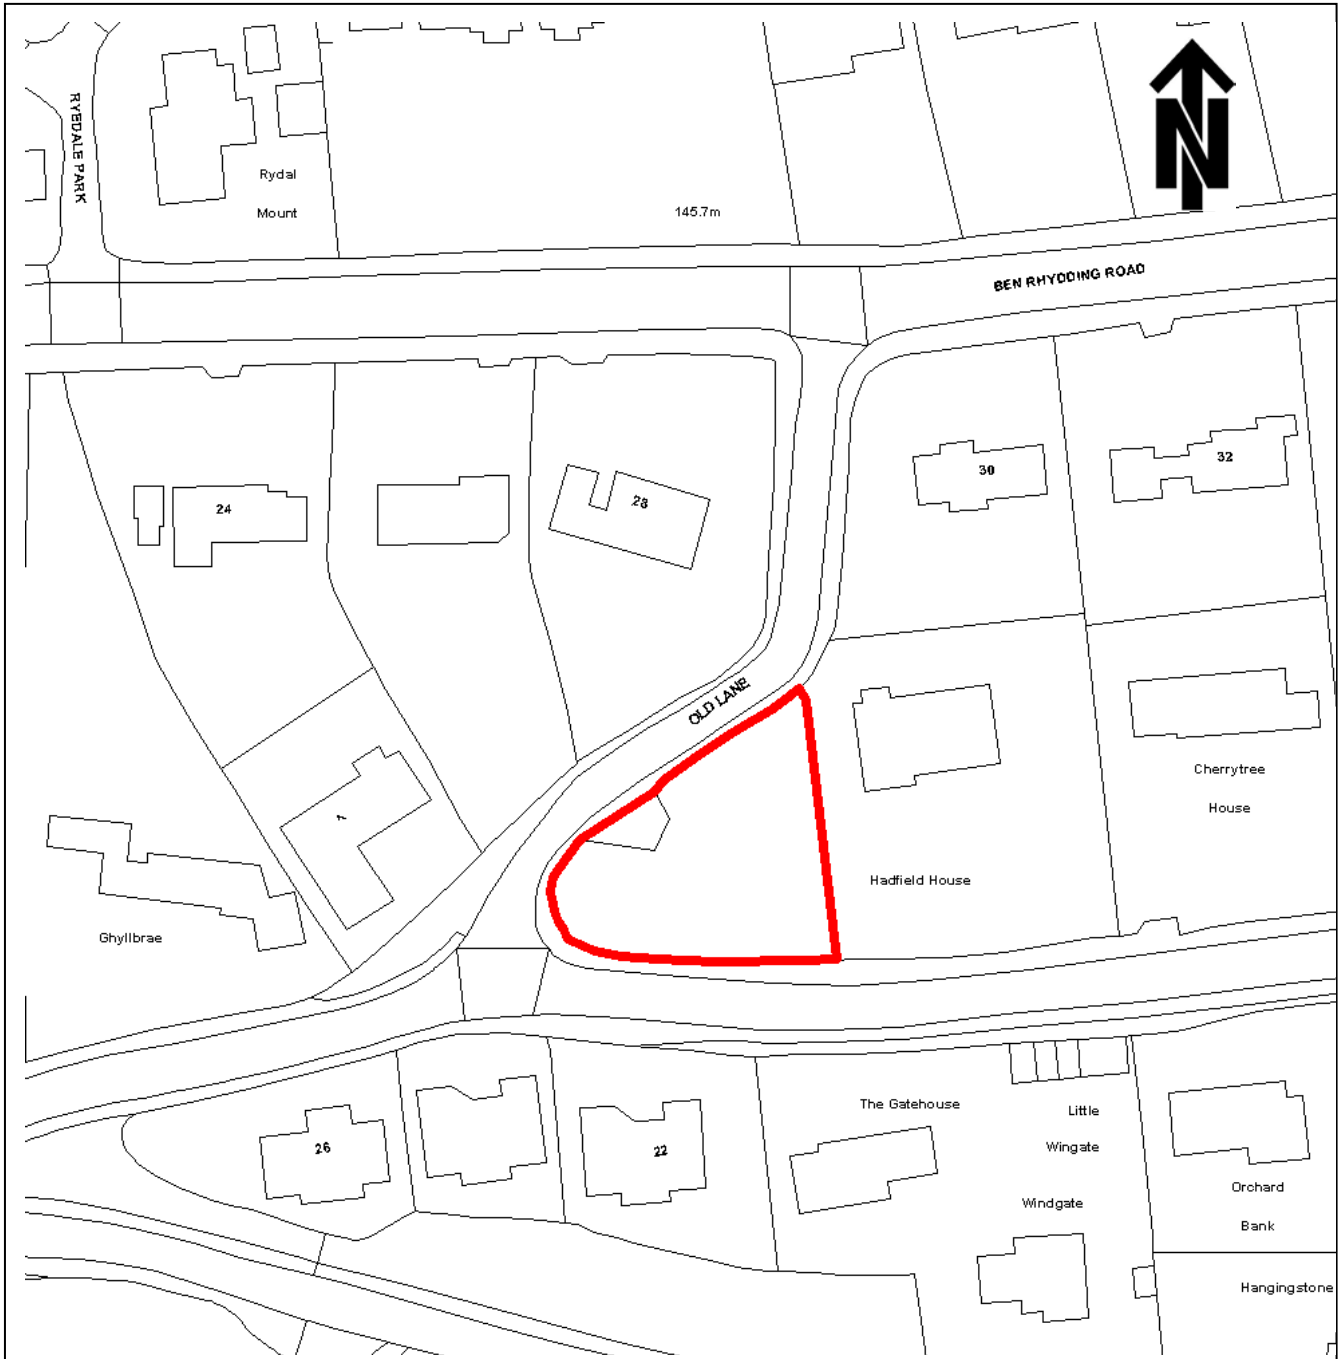 N
RYEDALE PARK
Rydal
Mount
145.7m
BEN RHYDDING ROAD
24
28
30
32
OLD LANE
1
Ghyllbrae
Hadfield House
Cherrytree
House
26
22
The Gatehouse
Little
Wingate
Windgate
Orchard
Bank
Hangingstone